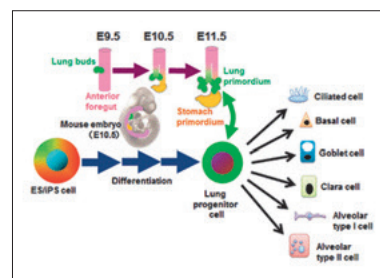 E9.5 E10.5 E11.5
Lung buds
Lung
primordium
Anterior
foregut
Stomach
primordium
Mouse embryo
(E10.5)
Ciliated cell
Basal cell
Goblet cell
Clara cell
Alveolar
type I cell
Alveolar
type II cell
ES/iPS cell
Differentiation
Lung
progenitor
cell